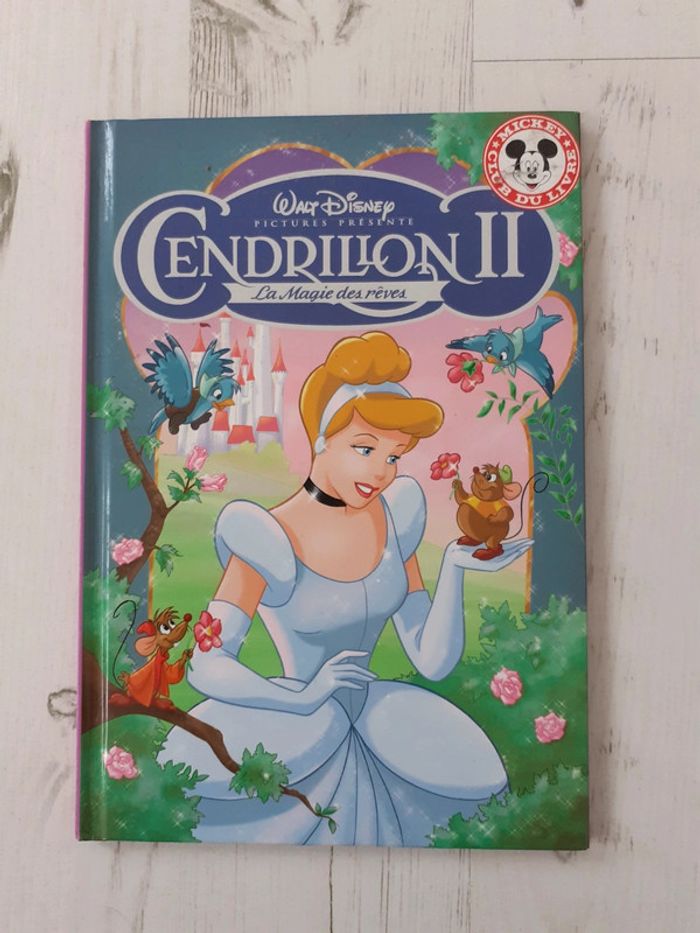 MICKEY
CLUB DU LIVRE
WALT DISNEY
PICTURES PRÉSENTE
CENDRILLON II
La Magie des rêves